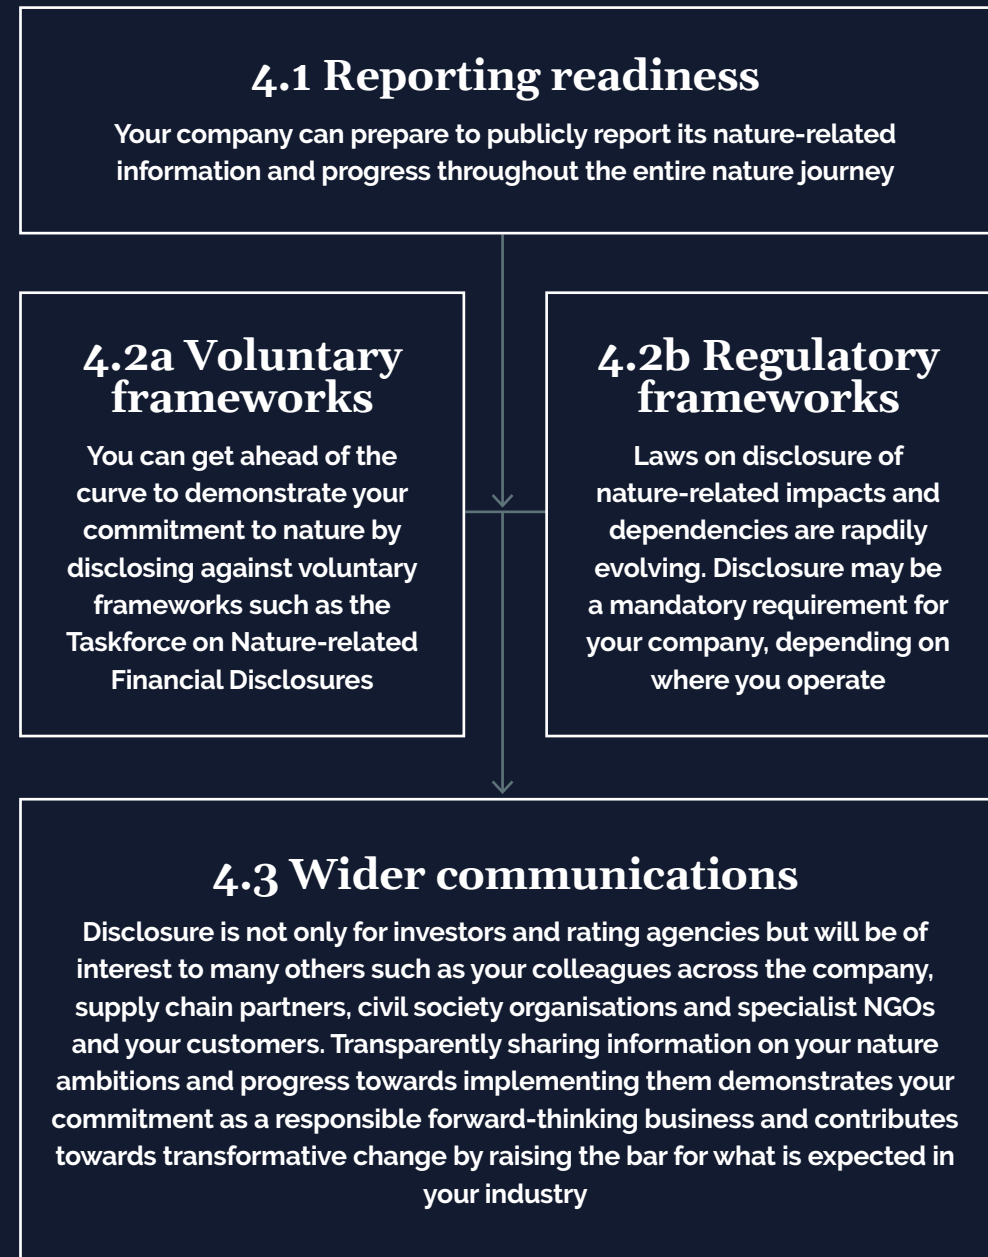 4.1 Reporting readiness
Your company can prepare to publicly report its nature-related
information and progress throughout the entire nature journey
4.2a Voluntary
frameworks
You can get ahead of the
curve to demonstrate your
commitment to nature by
disclosing against voluntary
frameworks such as the
Taskforce on Nature-related
Financial Disclosures
4.2b Regulatory
frameworks
Laws on disclosure of
nature-related impacts and
dependencies are rapdily
evolving. Disclosure may be
a mandatory requirement for
your company, depending on
where you operate
4.3 Wider communications
Disclosure is not only for investors and rating agencies but will be of
interest to many others such as your colleagues across the company,
supply chain partners, civil society organisations and specialist NGOs
and your customers. Transparently sharing information on your nature
ambitions and progress towards implementing them demonstrates your
commitment as a responsible forward-thinking business and contributes
towards transformative change by raising the bar for what is expected in
your industry